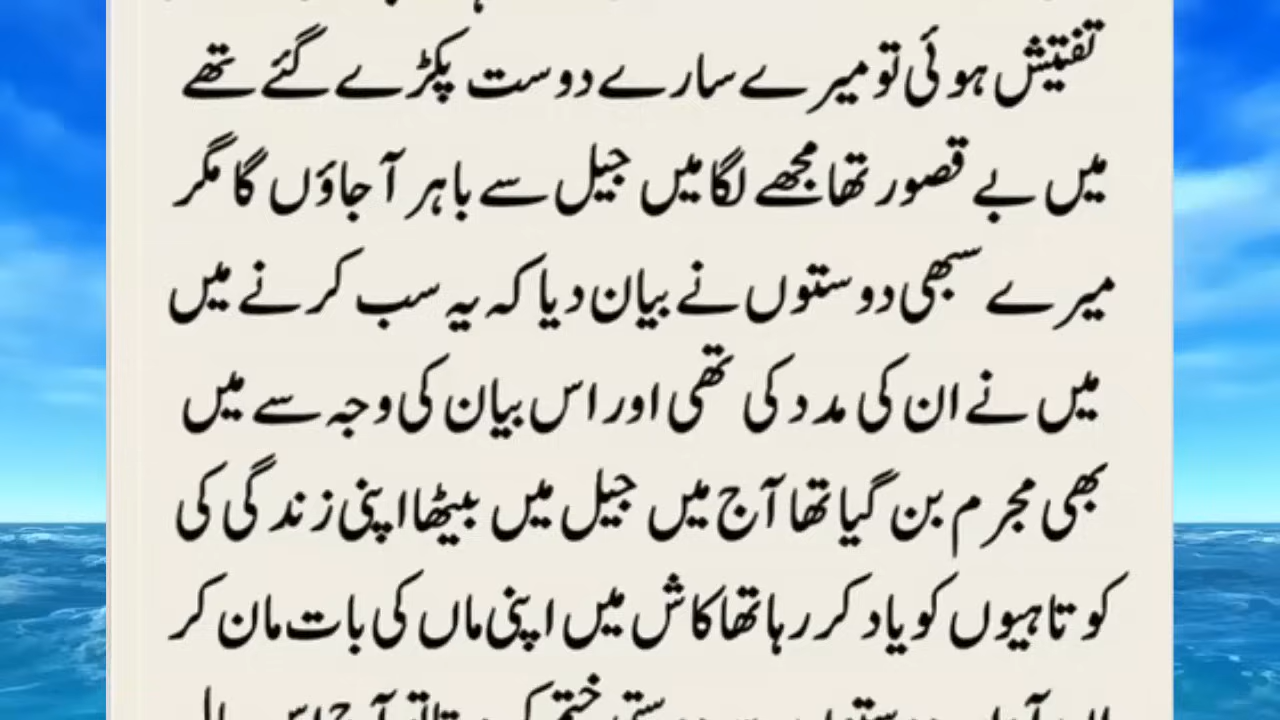 تفتیش ہوئی تو میرے سارے دوست پکڑے گئے تھے
میں بے قصور تھا مجھے لگا میں جیل سے باہر آ جاؤں گا مگر
میرے سبھی دوستوں نے بیان دیا کہ یہ سب کرنے میں
میں نے ان کی مدد کی تھی اور اس بیان کی وجہ سے میں
بھی مجرم بن گیا تھا آج میں جیل میں بیٹھا اپنی زندگی کی
کوتاہیوں کو یاد کر رہا تھا کاش میں اپنی ماں کی بات مان کر